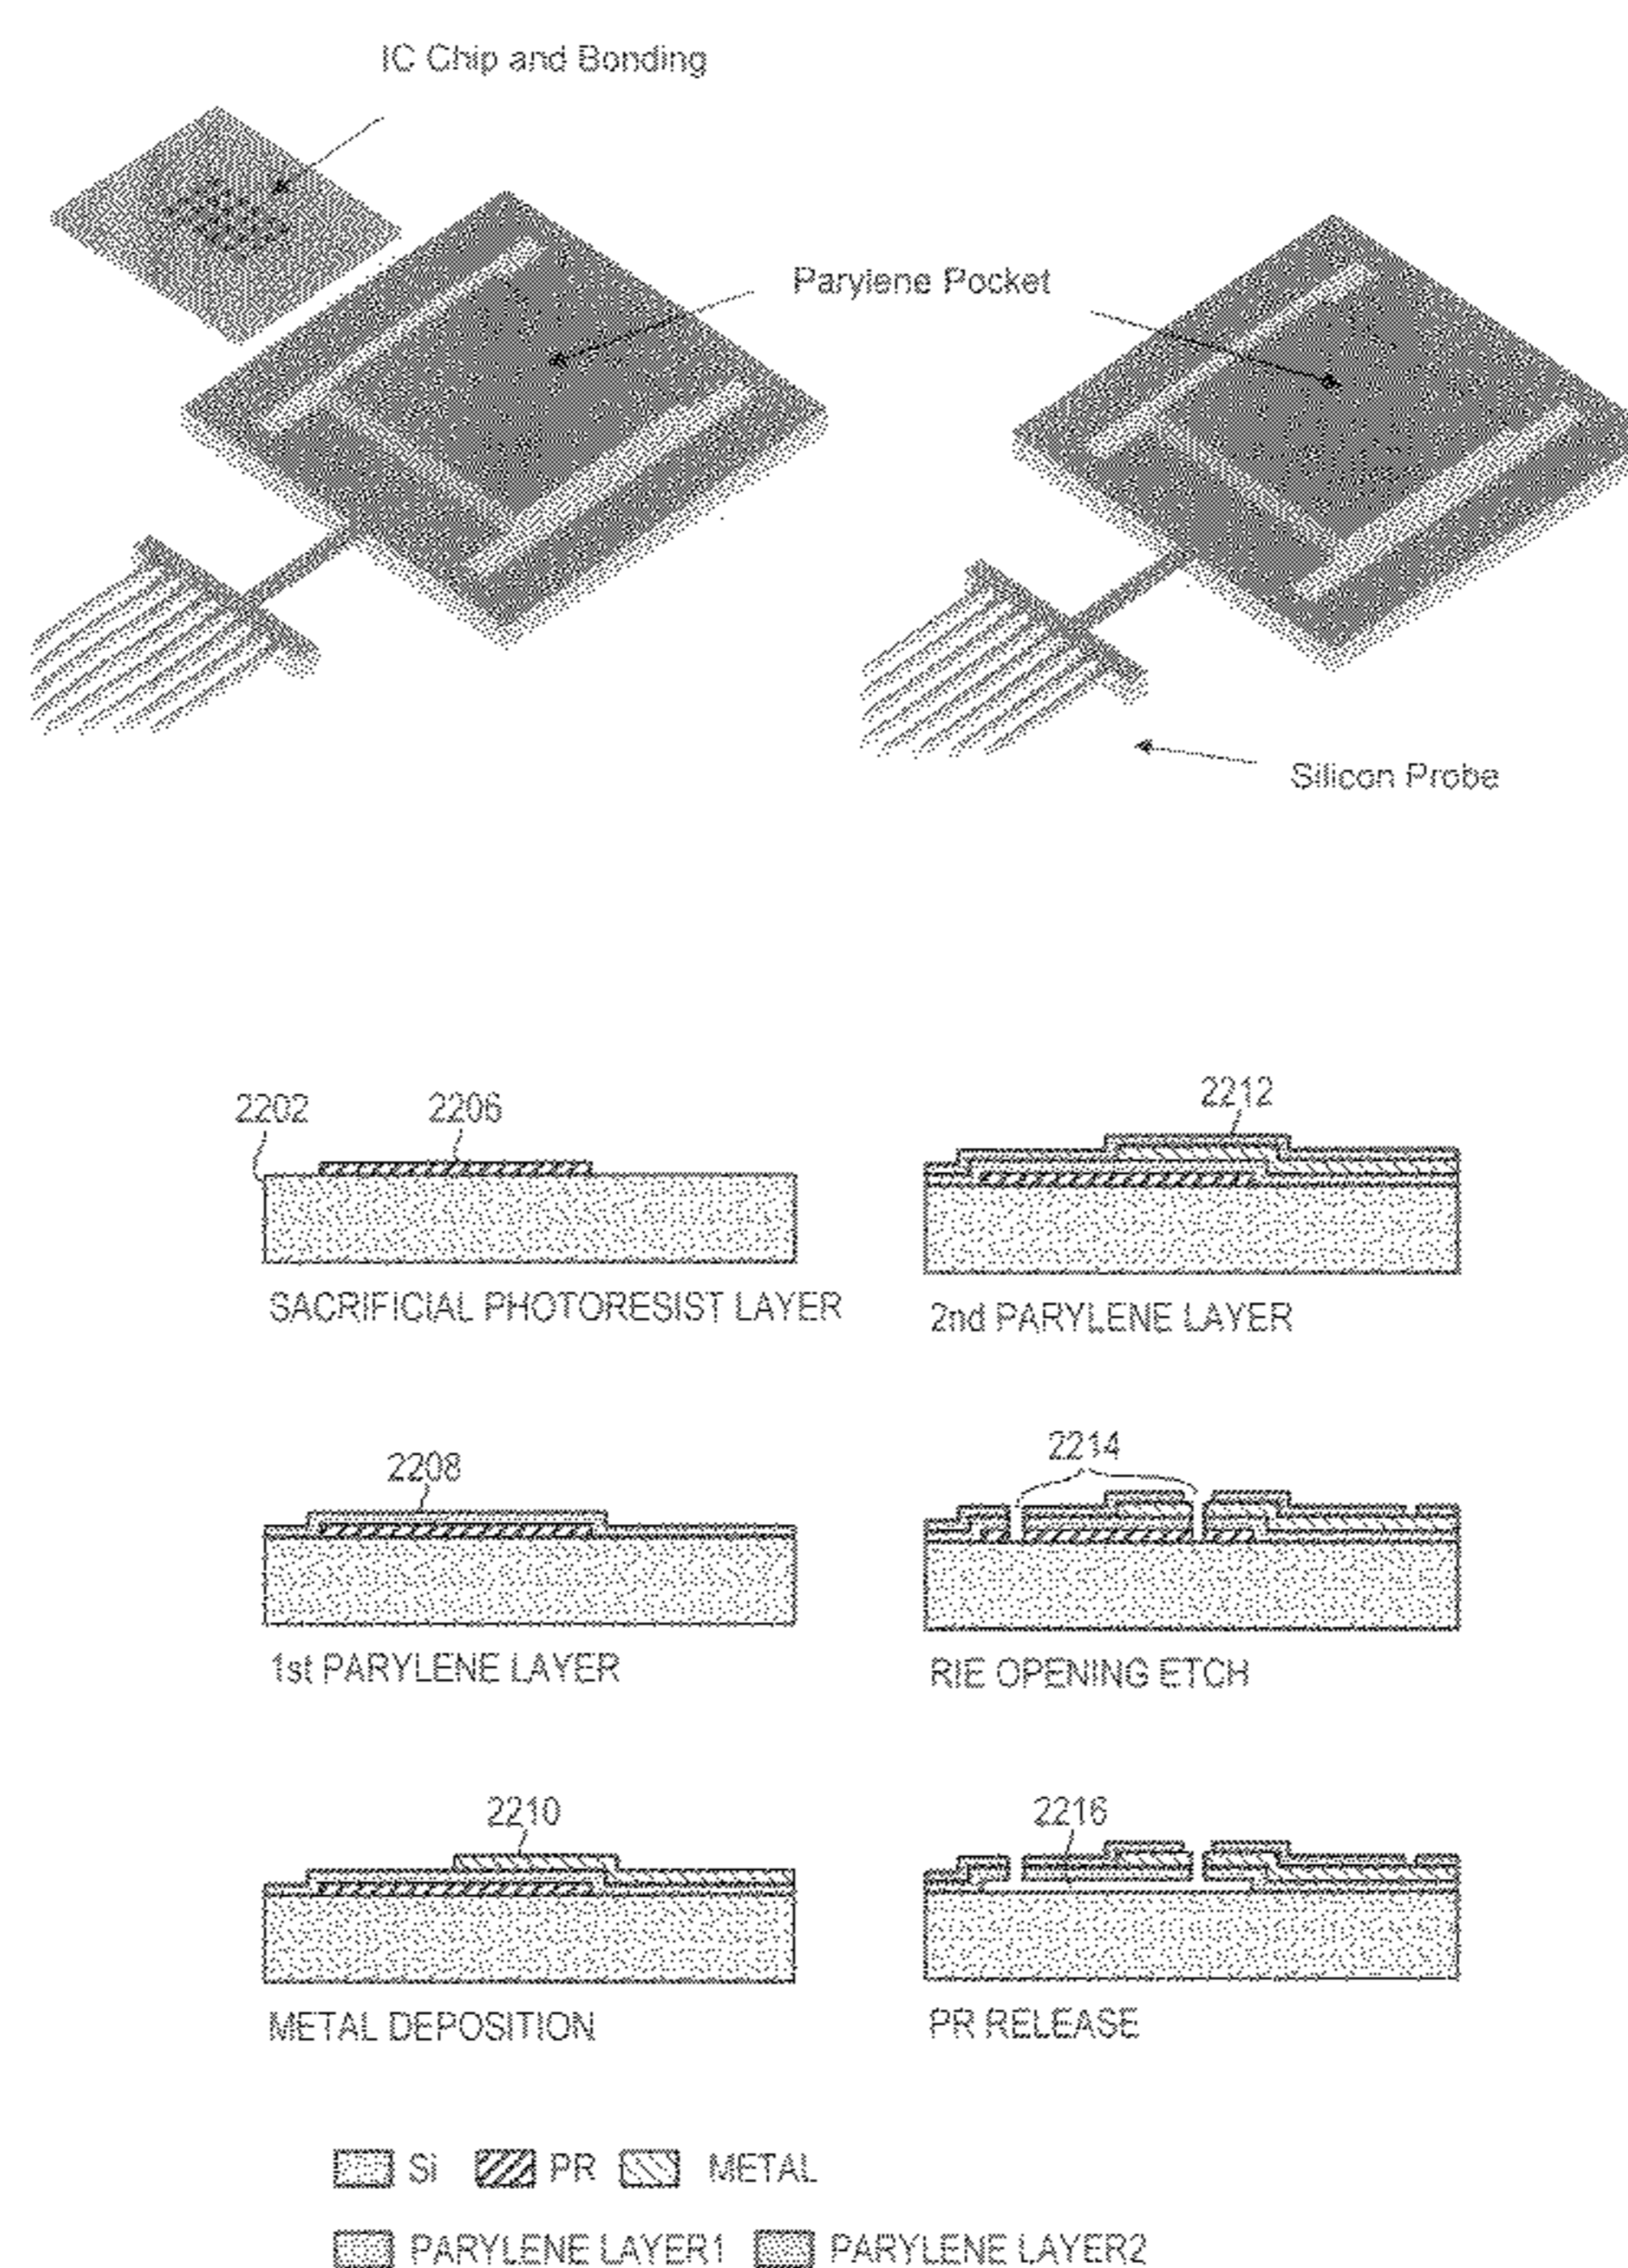 IC Chip and Bonding
Parylene Pocket
Silicon Probe
2202
2206
SACRIFICIAL PHOTORESIST LAYER
2212
2nd PARYLENE LAYER
2208
1st PARYLENE LAYER
2214
RIE OPENING ETCH
2210
METAL DEPOSITION
2216
PR RELEASE
Si PR METAL
PARYLENE LAYER1 PARYLENE LAYER2